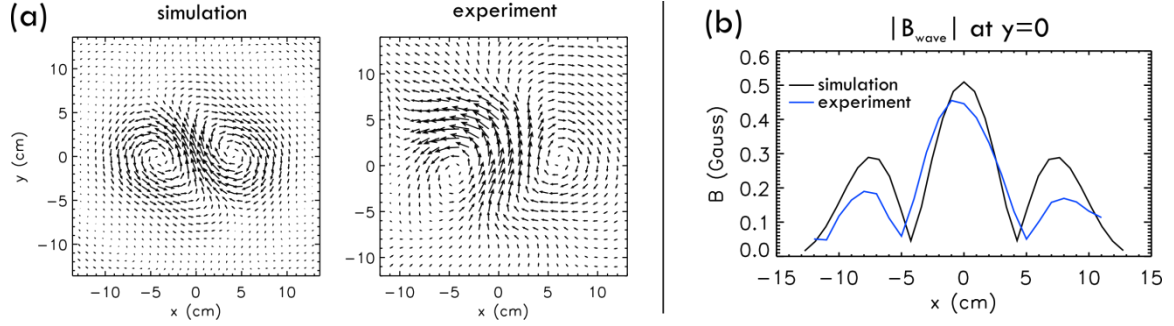 (a)
simulation
experiment
10
5
0
−5
−10
y (cm)
−10 −5 0 5 10
x (cm)
10
5
0
−5
−10
−10 −5 0 5 10
x (cm)
(b)
|B_wave| at y=0
0.6
0.5
0.4
0.3
0.2
0.1
0.0
B (Gauss)
simulation
experiment
−15 −10 −5 0 5 10 15
x (cm)